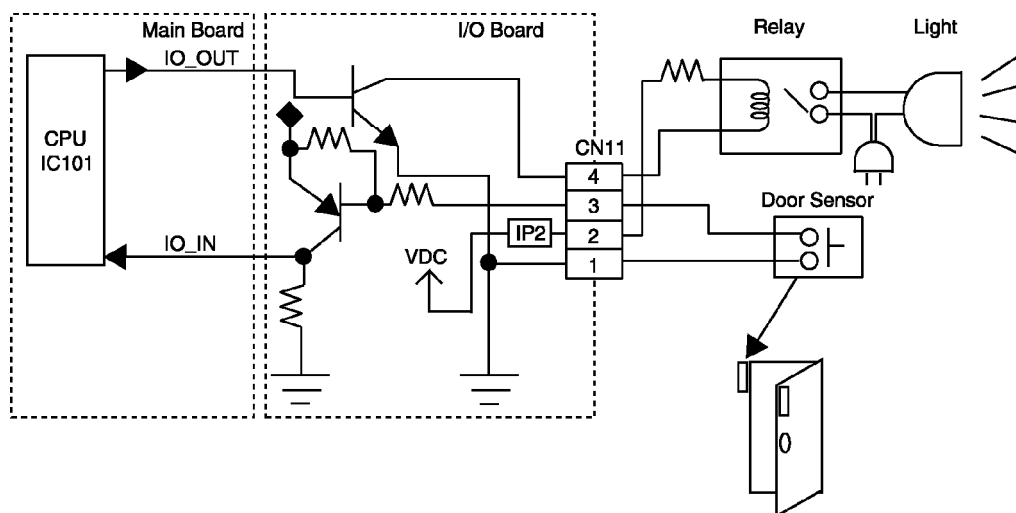 Main Board
I/O Board
Relay
Light
IO_OUT
CPU
IC101
CN11
4
3
Door Sensor
IP2
2
IO_IN
VDC
1